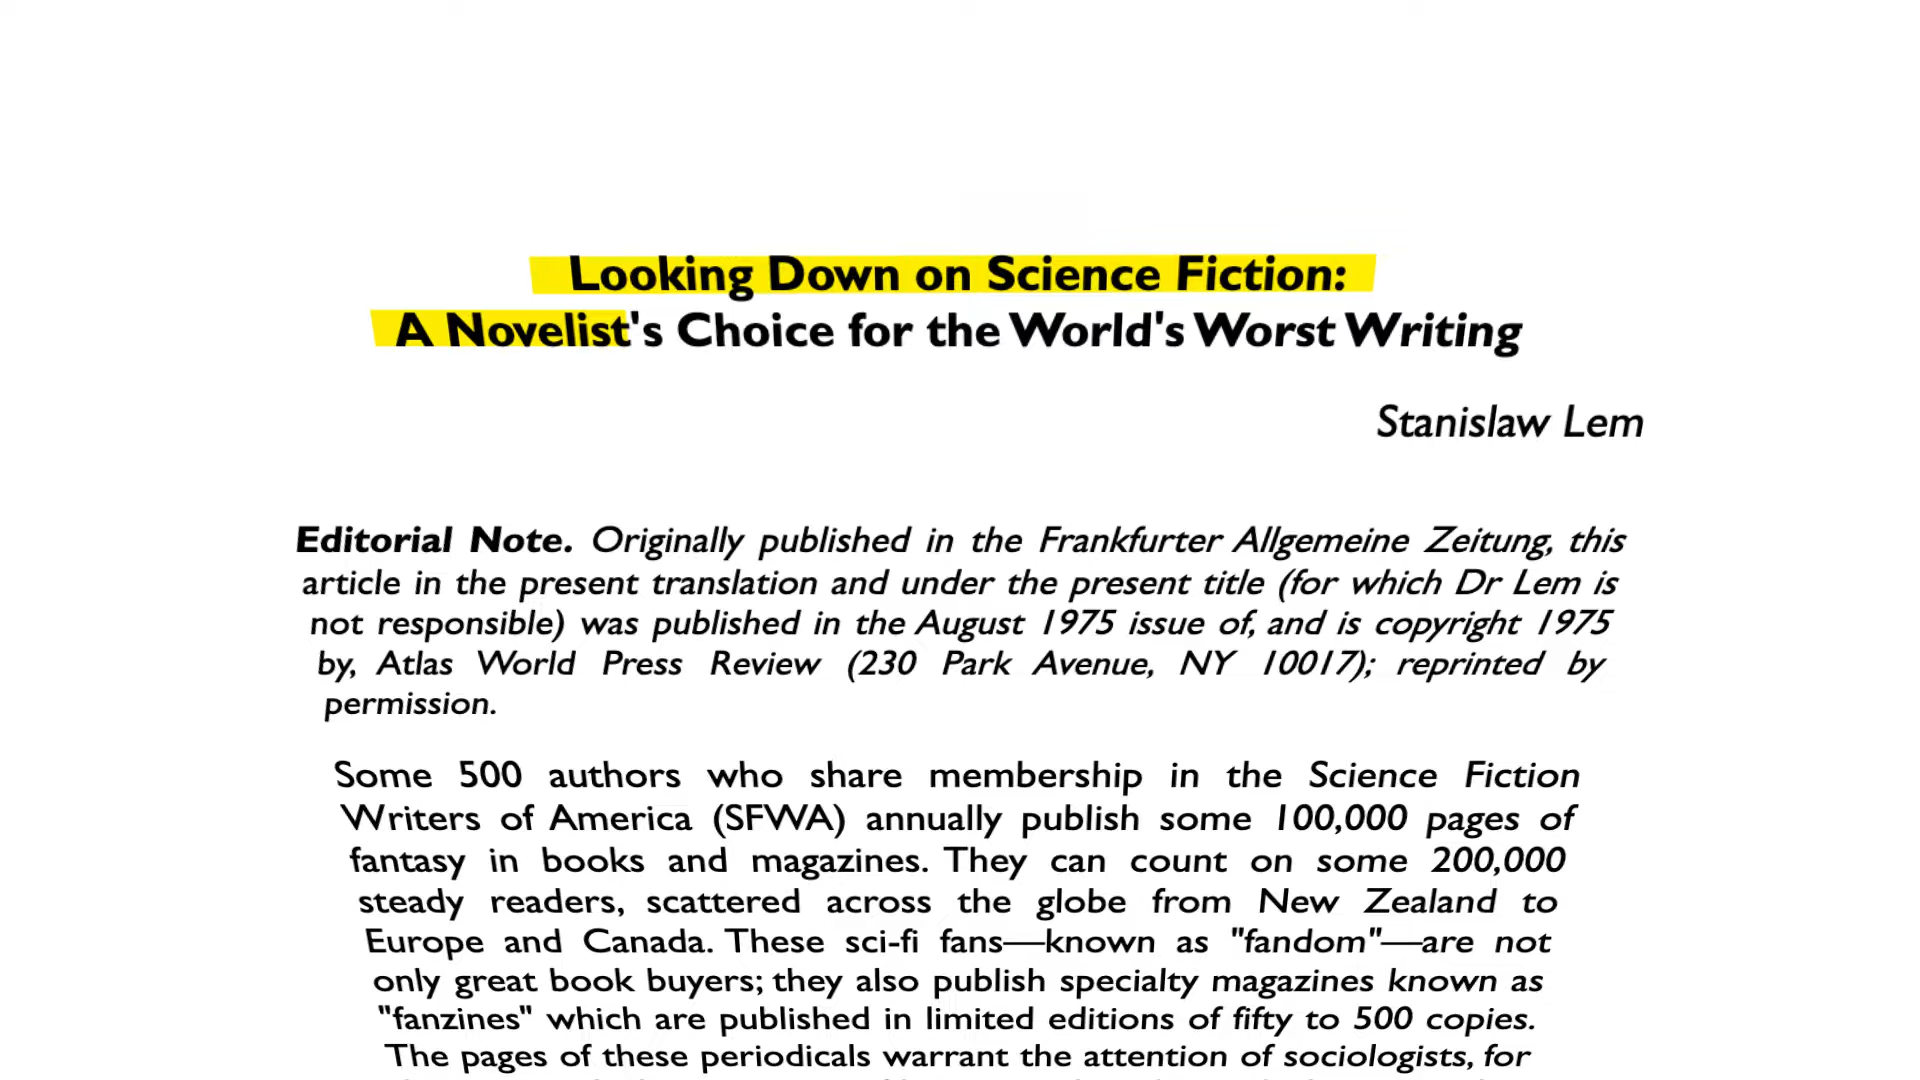 Looking Down on Science Fiction:
A Novelist's Choice for the World's Worst Writing
Stanislaw Lem
Editorial Note. Originally published in the Frankfurter Allgemeine Zeitung, this
article in the present translation and under the present title (for which Dr Lem is
not responsible) was published in the August 1975 issue of, and is copyright 1975
by, Atlas World Press Review (230 Park Avenue, NY 10017); reprinted by
permission.
Some 500 authors who share membership in the Science Fiction
Writers of America (SFWA) annually publish some 100,000 pages of
fantasy in books and magazines. They can count on some 200,000
steady readers, scattered across the globe from New Zealand to
Europe and Canada. These sci-fi fans—known as "fandom"—are not
only great book buyers; they also publish specialty magazines known as
"fanzines" which are published in limited editions of fifty to 500 copies.
The pages of these periodicals warrant the attention of sociologists, for